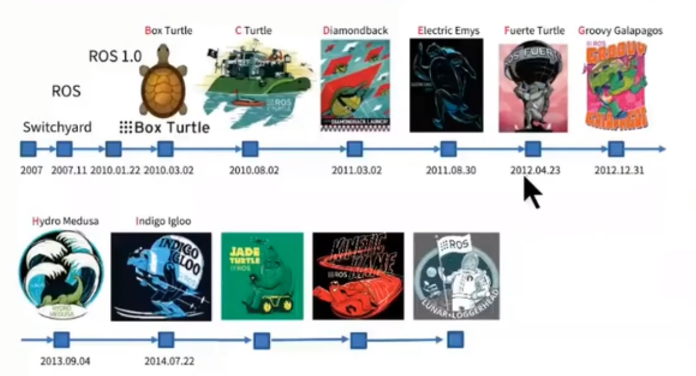 Box Turtle
C Turtle
Diamondback
Electric Emys
Fuerte Turtle
Groovy Galapagos
ROS 1.0
ROS
Switchyard
Box Turtle
ROS
DIAMONDBACK LAUNCH
ROS FUERTE
ROS
GROOVY
GALAPAGOS
2007
2007.11
2010.01.22
2010.03.02
2010.08.02
2011.03.02
2011.08.30
2012.04.23
2012.12.31
Hydro Medusa
Indigo Igloo
HYDRO
MEDUSA
INDIGO
IGLOO
JADE
TURTLE
ROS
KINETIC
KAME
ROS
ROS
LUNAR LOGGERHEAD
2013.09.04
2014.07.22